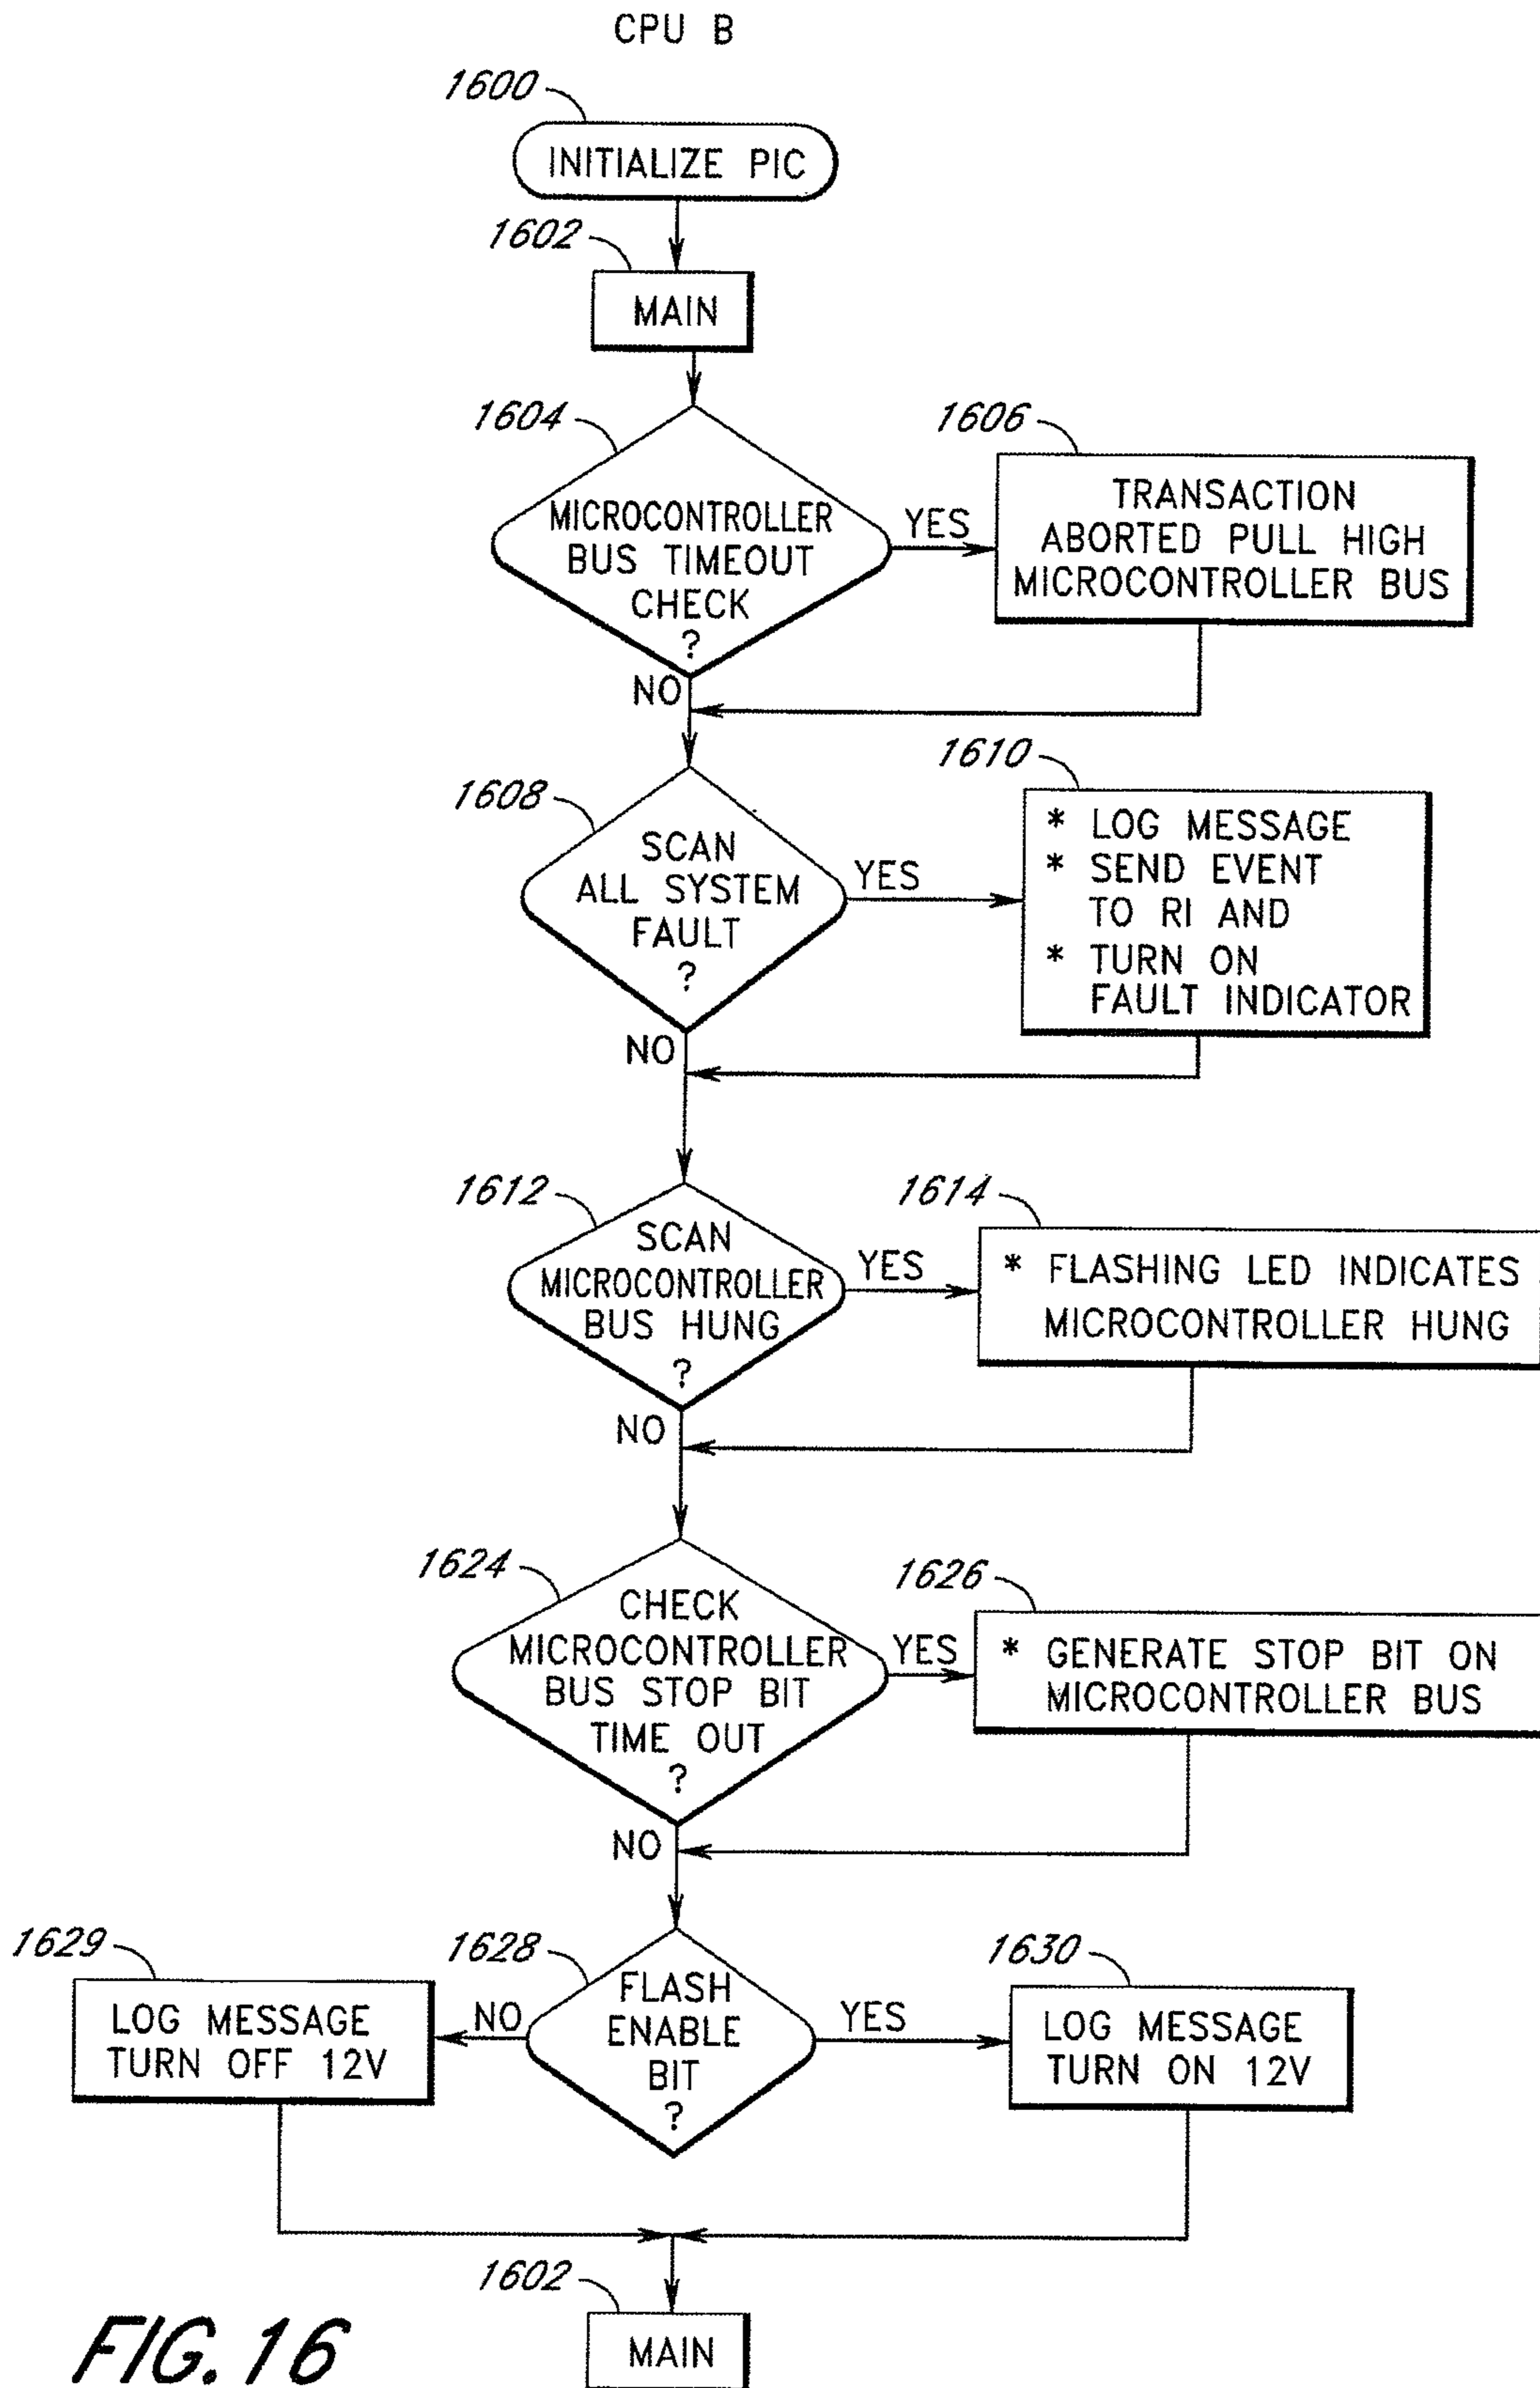 CPU B
1600
INITIALIZE PIC
1602
MAIN
1604
MICROCONTROLLER
BUS TIMEOUT
CHECK
?
YES
NO
1606
TRANSACTION
ABORTED PULL HIGH
MICROCONTROLLER BUS
1608
SCAN
ALL SYSTEM
FAULT
?
YES
NO
1610
* LOG MESSAGE
* SEND EVENT
TO RI AND
* TURN ON
FAULT INDICATOR
1612
SCAN
MICROCONTROLLER
BUS HUNG
?
YES
NO
1614
* FLASHING LED INDICATES
MICROCONTROLLER HUNG
1624
CHECK
MICROCONTROLLER
BUS STOP BIT
TIME OUT
?
YES
NO
1626
* GENERATE STOP BIT ON
MICROCONTROLLER BUS
1628
FLASH
ENABLE
BIT
?
NO
YES
1629
LOG MESSAGE
TURN OFF 12V
1630
LOG MESSAGE
TURN ON 12V
1602
MAIN
FIG. 16